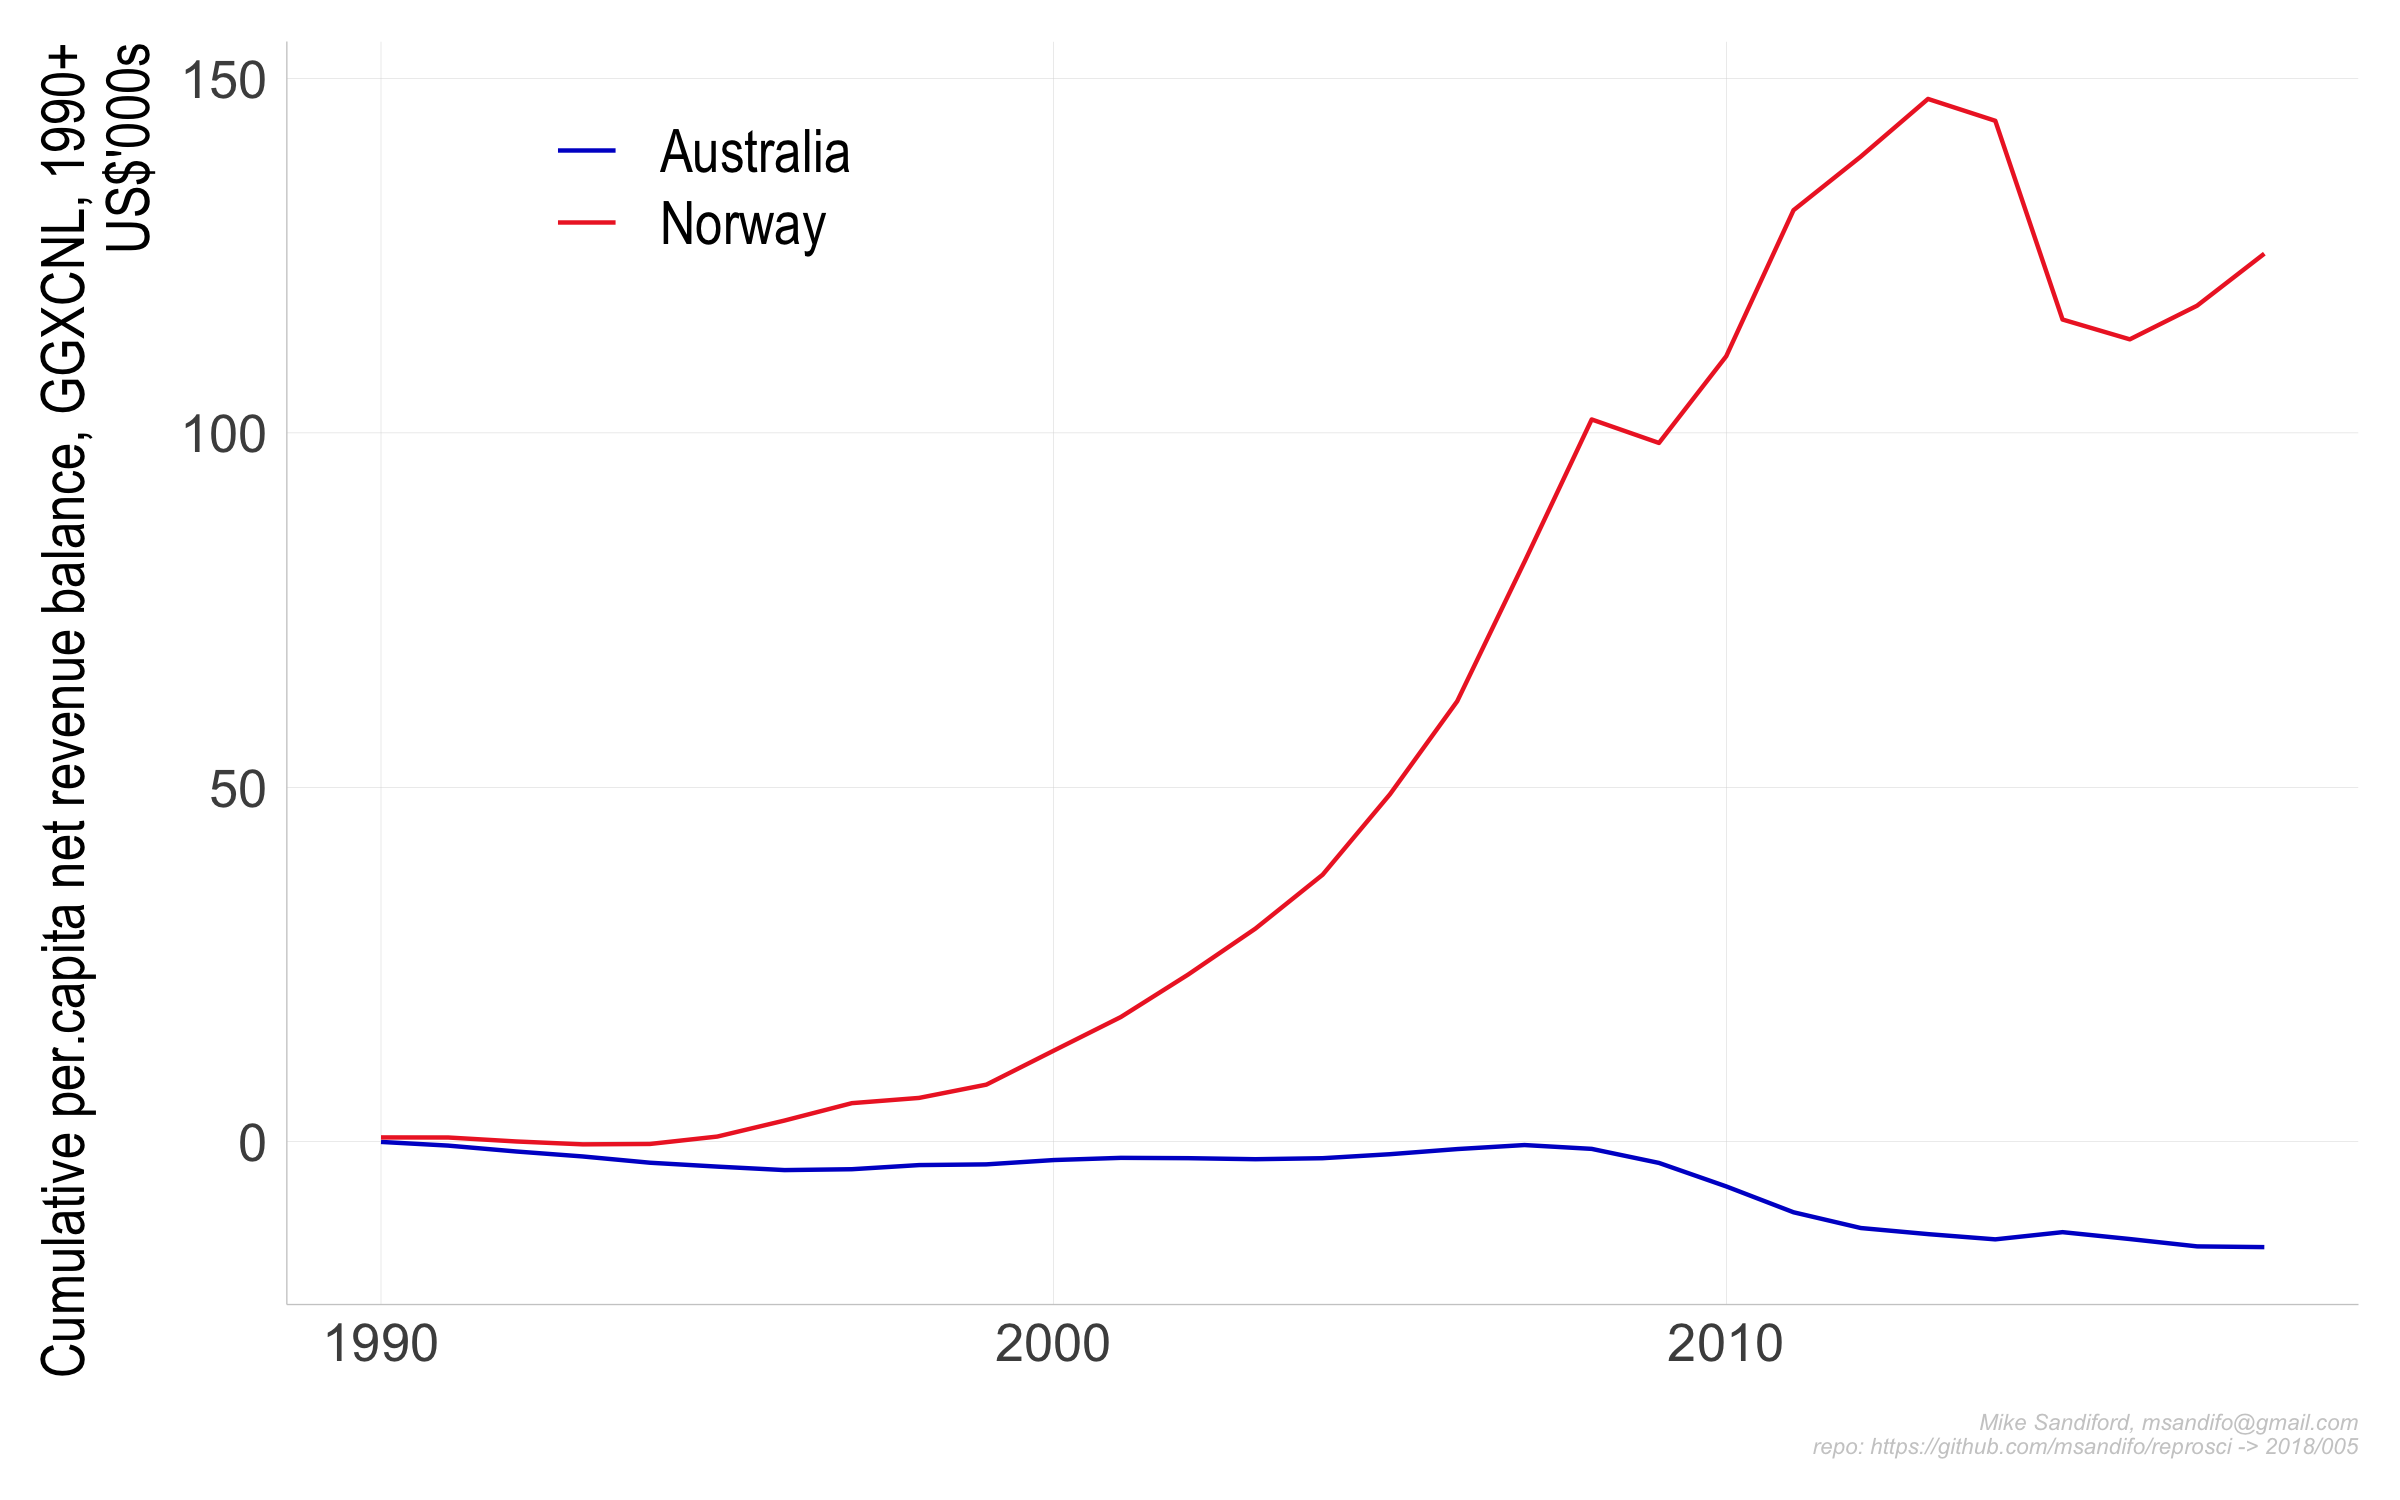 Cumulative per.capita net revenue balance, GGXCNL, 1990+
US$'000s
150
100
50
0
Australia
Norway
1990
2000
2010
Mike Sandiford, msandifo@gmail.com
repo: https://github.com/msandifo/reprosci -> 2018/005